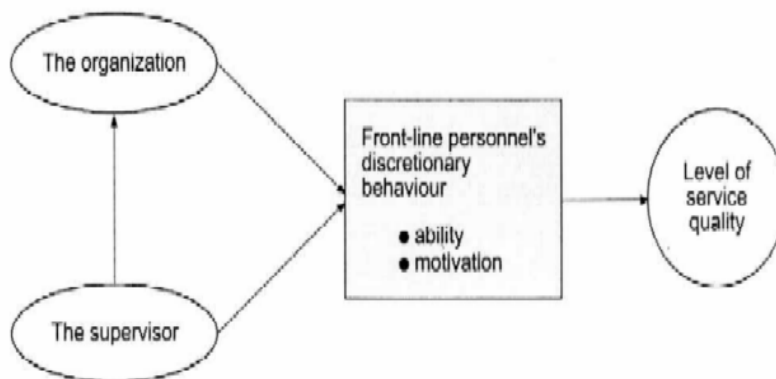 The organization
Front-line personnel's
discretionary
behaviour
● ability
● motivation
Level of
service
quality
The supervisor